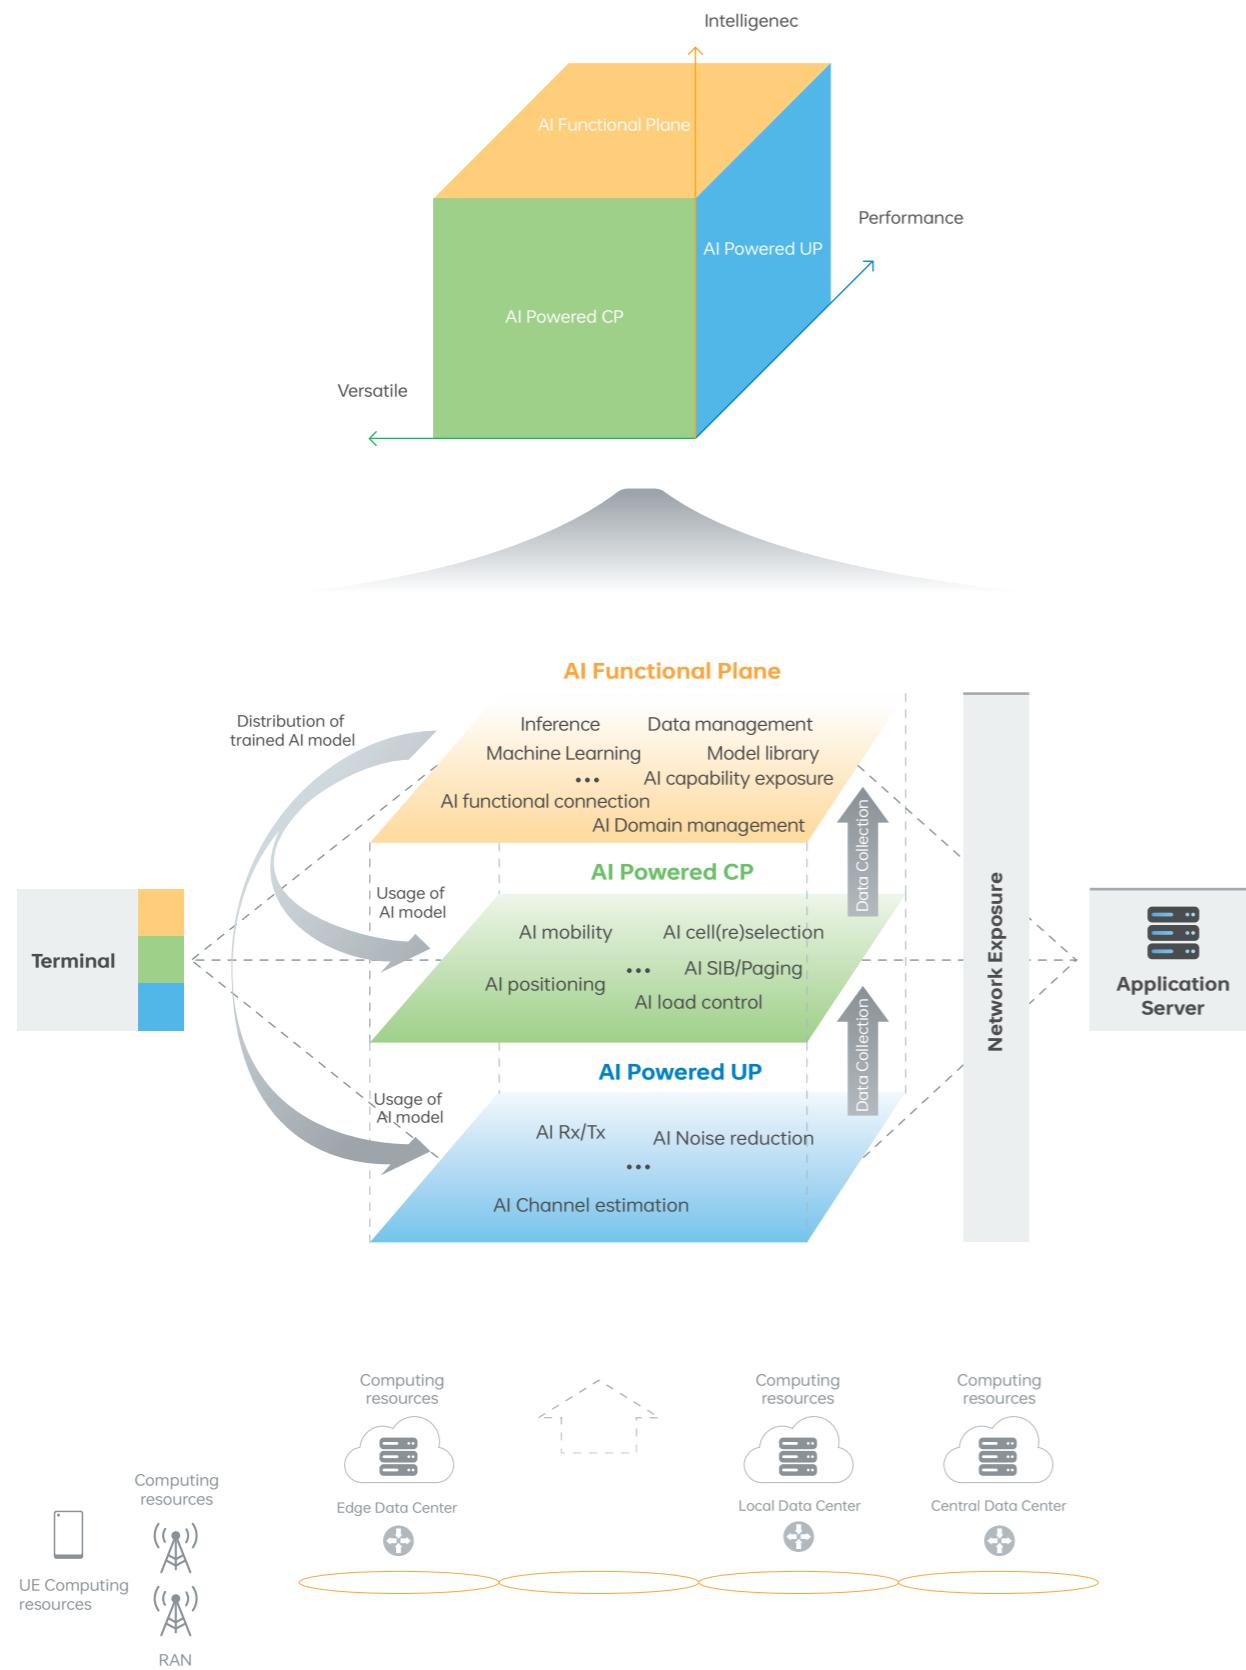 Intelligenec
AI Functional Plane
Performance
AI Powered UP
AI Powered CP
Versatile
AI Functional Plane
Distribution of
trained AI model
Inference
Data management
Machine Learning
Model library
•••
AI capability exposure
AI functional connection
AI Domain management
Data Collection
AI Powered CP
Usage of
AI model
AI mobility
AI cell(re)selection
•••
AI SIB/Paging
AI positioning
AI load control
Terminal
Network Exposure
Application
Server
Data Collection
AI Powered UP
Usage of
AI model
AI Rx/Tx
AI Noise reduction
•••
AI Channel estimation
Computing
resources
Computing
resources
Computing
resources
Edge Data Center
Local Data Center
Central Data Center
Computing
resources
UE Computing
resources
RAN